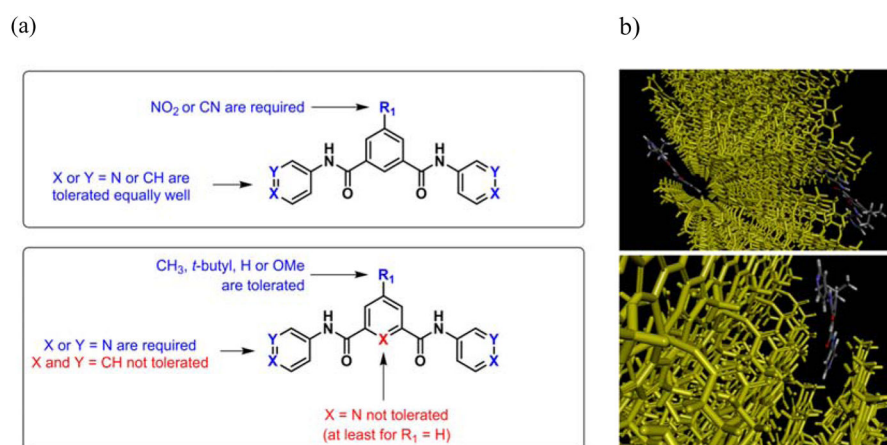 (a)
b)
NO2 or CN are required
R1
X or Y = N or CH are
tolerated equally well
Y
X
H
N
O
O
H
N
Y
X
CH3, t-butyl, H or OMe
are tolerated
R1
X or Y = N are required
X and Y = CH not tolerated
Y
X
H
N
O
X
O
H
N
Y
X
X = N not tolerated
(at least for R1 = H)